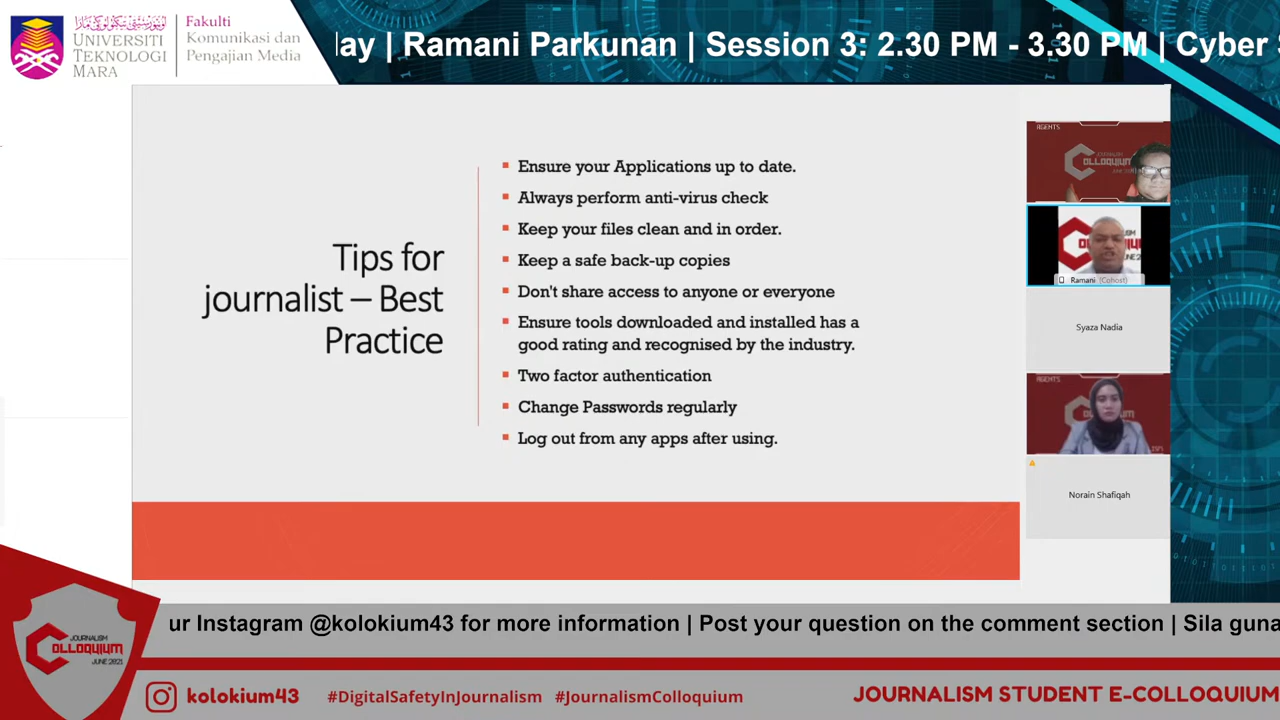 UNIVERSITI
TEKNOLOGI
MARA
Fakulti
Komunikasi dan
Pengajian Media
lay | Ramani Parkunan | Session 3: 2.30 PM - 3.30 PM | Cyber
Tips for
journalist – Best
Practice
Ensure your Applications up to date.
Always perform anti-virus check
Keep your files clean and in order.
Keep a safe back-up copies
Don't share access to anyone or everyone
Ensure tools downloaded and installed has a
good rating and recognised by the industry.
Two factor authentication
Change Passwords regularly
Log out from any apps after using.
AGENTS
Ramani (Cohost)
Syaza Nadia
AGENTS
Norain Shafiqah
ur Instagram @kolokium43 for more information | Post your question on the comment section | Sila guna
JOURNALISM
COLLOQUIUM
JUNE 2021
kolokium43
#DigitalSafetyInJournalism #JournalismColloquium
JOURNALISM STUDENT E-COLLOQUIUM